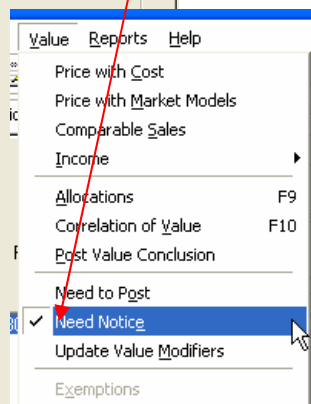 Value Reports Help
Price with Cost
Price with Market Models
Comparable Sales
Income
Allocations F9
Correlation of Value F10
Post Value Conclusion
Need to Post
Need Notice
Update Value Modifiers
Exemptions